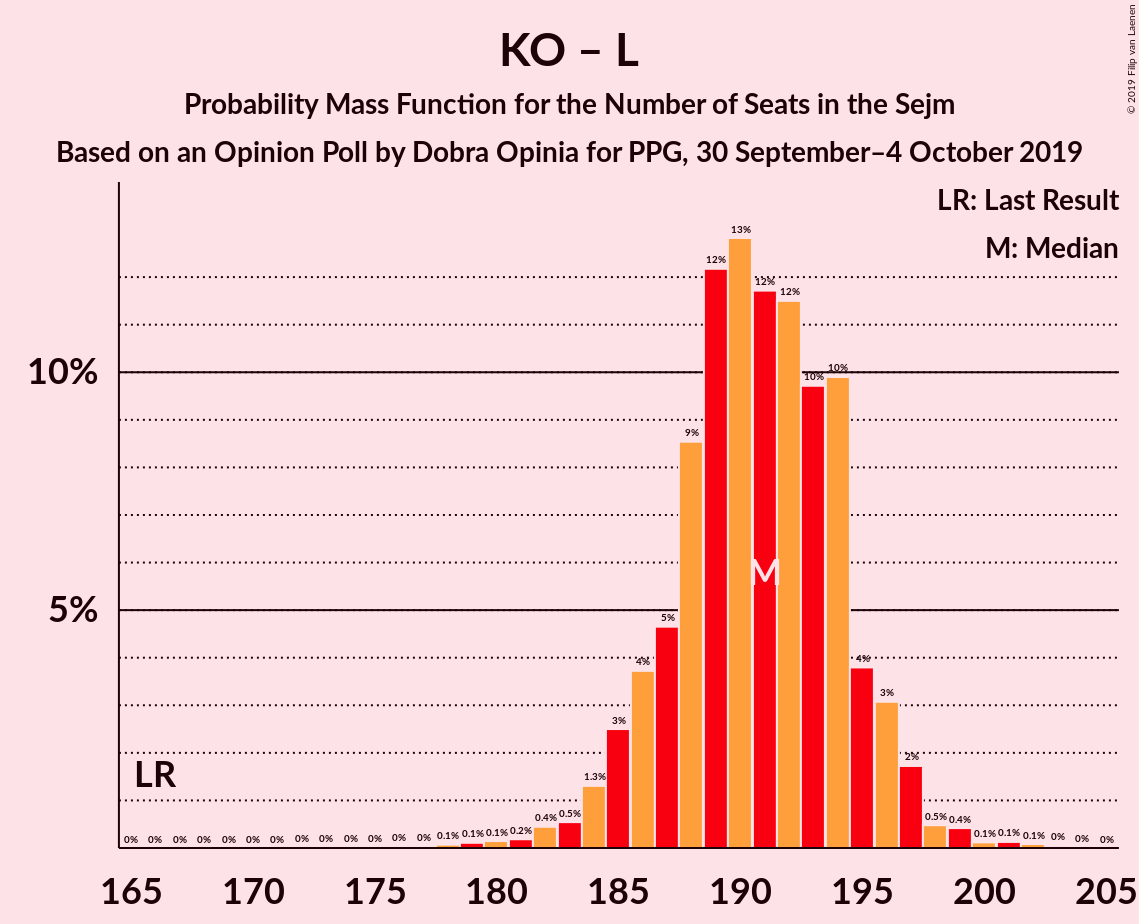 KO – L
Probability Mass Function for the Number of Seats in the Sejm
Based on an Opinion Poll by Dobra Opinia for PPG, 30 September–4 October 2019
© 2019 Filip van Laenen
LR: Last Result
M: Median
10%
5%
0% 0% 0% 0% 0% 0% 0% 0% 0% 0% 0% 0% 0% 0.1% 0.1% 0.1% 0.2% 0.4% 0.5% 1.3% 3% 4% 5% 9% 12% 13% 12% 12% 10% 10% 4% 3% 2% 0.5% 0.4% 0.1% 0.1% 0.1% 0% 0% 0%
M
LR
165 170 175 180 185 190 195 200 205